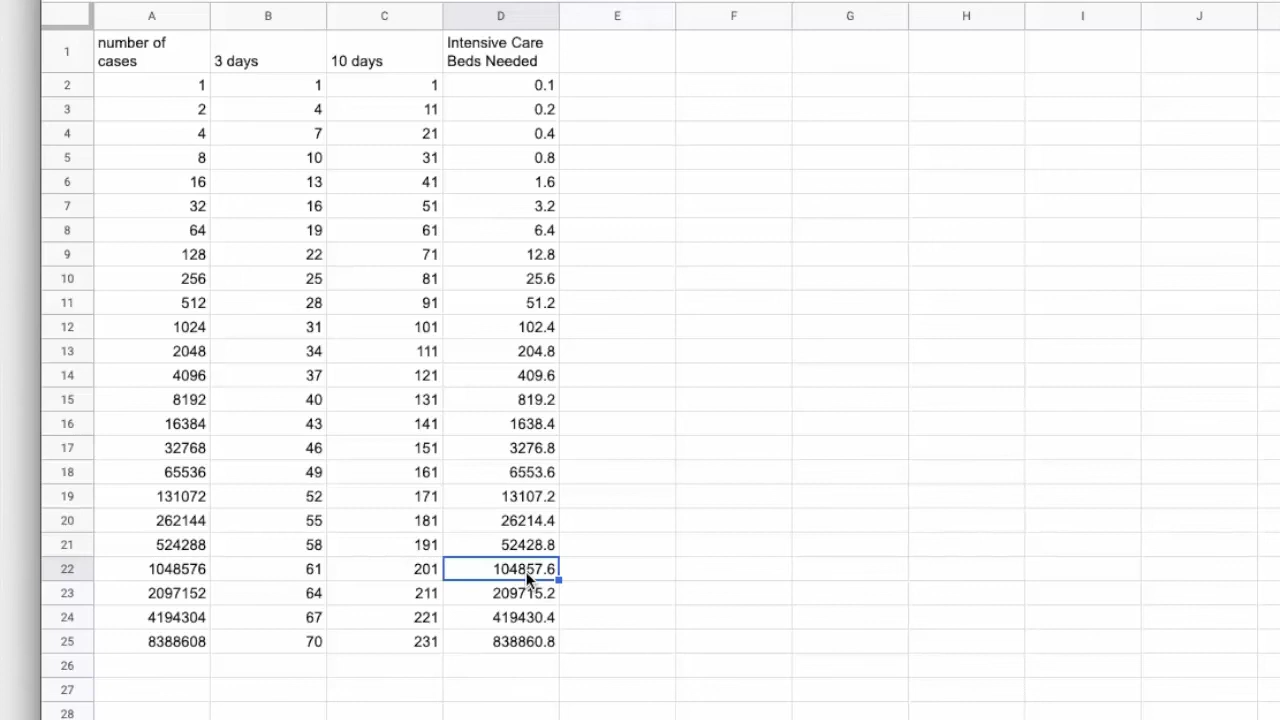 A B C D E F G H I J
1 number of cases 3 days 10 days Intensive Care Beds Needed
2 1 1 1 0.1
3 2 4 11 0.2
4 4 7 21 0.4
5 8 10 31 0.8
6 16 13 41 1.6
7 32 16 51 3.2
8 64 19 61 6.4
9 128 22 71 12.8
10 256 25 81 25.6
11 512 28 91 51.2
12 1024 31 101 102.4
13 2048 34 111 204.8
14 4096 37 121 409.6
15 8192 40 131 819.2
16 16384 43 141 1638.4
17 32768 46 151 3276.8
18 65536 49 161 6553.6
19 131072 52 171 13107.2
20 262144 55 181 26214.4
21 524288 58 191 52428.8
22 1048576 61 201 104857.6
23 2097152 64 211 209715.2
24 4194304 67 221 419430.4
25 8388608 70 231 838860.8
26
27
28